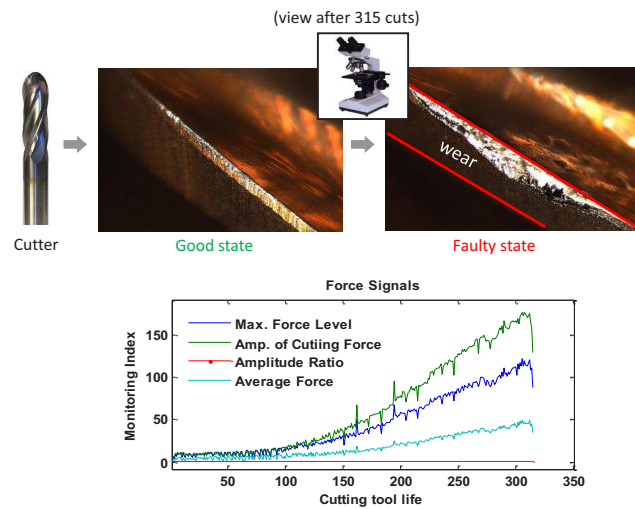 (view after 315 cuts)
wear
Cutter
Good state
Faulty state
Force Signals
Max. Force Level
Amp. of Cutiing Force
Amplitude Ratio
Average Force
Monitoring Index
150
100
50
0
50 100 150 200 250 300 350
Cutting tool life